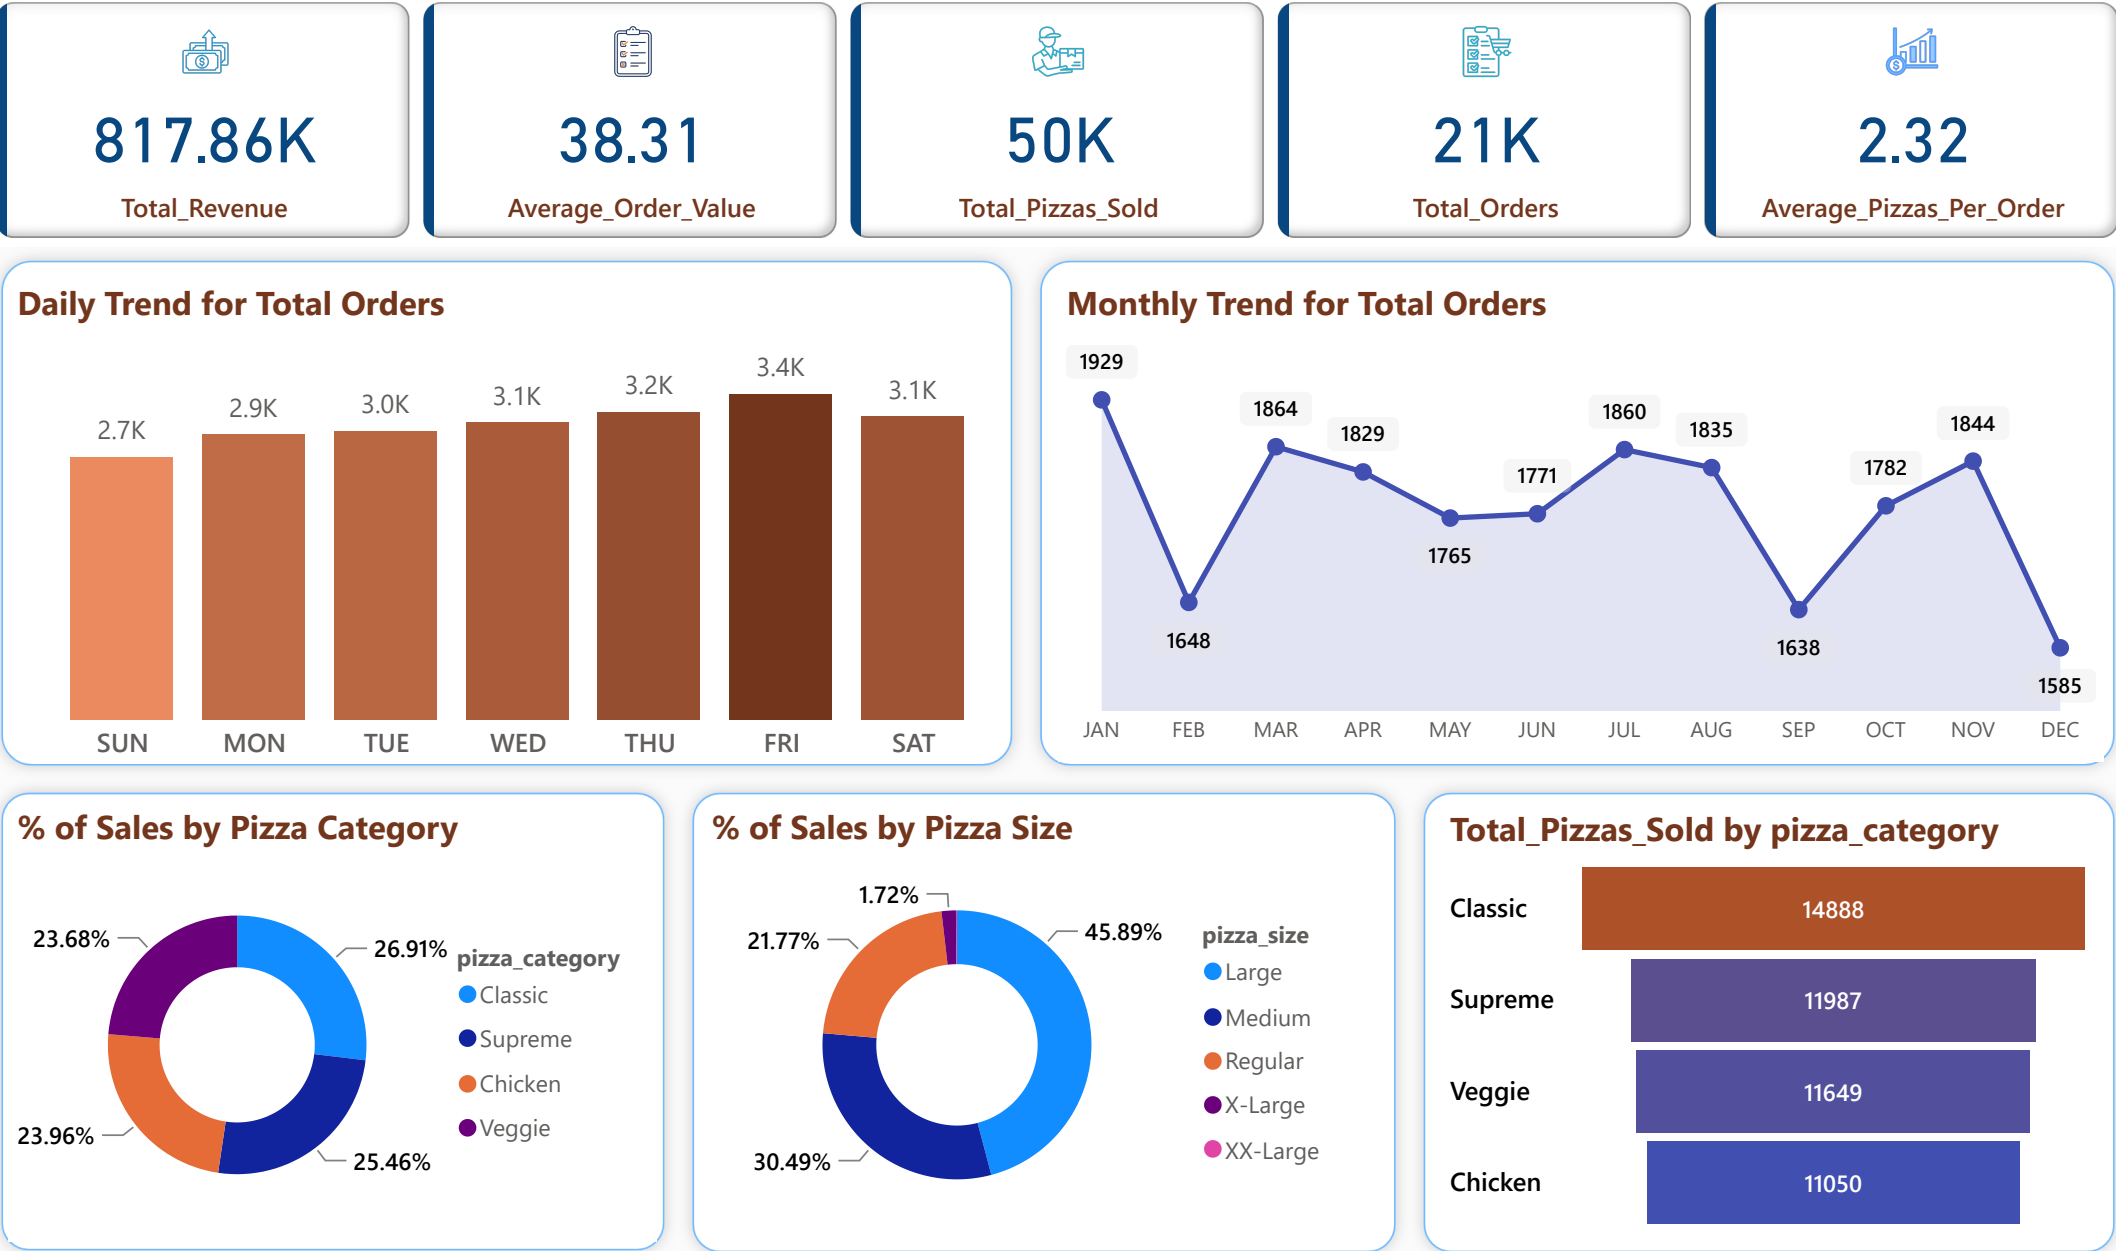 817.86K
Total_Revenue
38.31
Average_Order_Value
50K
Total_Pizzas_Sold
21K
Total_Orders
2.32
Average_Pizzas_Per_Order
Daily Trend for Total Orders
2.7K
2.9K
3.0K
3.1K
3.2K
3.4K
3.1K
SUN MON TUE WED THU FRI SAT
Monthly Trend for Total Orders
1929
1648
1864
1829
1765
1771
1860
1835
1638
1782
1844
1585
JAN FEB MAR APR MAY JUN JUL AUG SEP OCT NOV DEC
% of Sales by Pizza Category
23.68%
26.91%
23.96%
25.46%
pizza_category
Classic
Supreme
Chicken
Veggie
% of Sales by Pizza Size
1.72%
21.77%
45.89%
30.49%
pizza_size
Large
Medium
Regular
X-Large
XX-Large
Total_Pizzas_Sold by pizza_category
Classic 14888
Supreme 11987
Veggie 11649
Chicken 11050